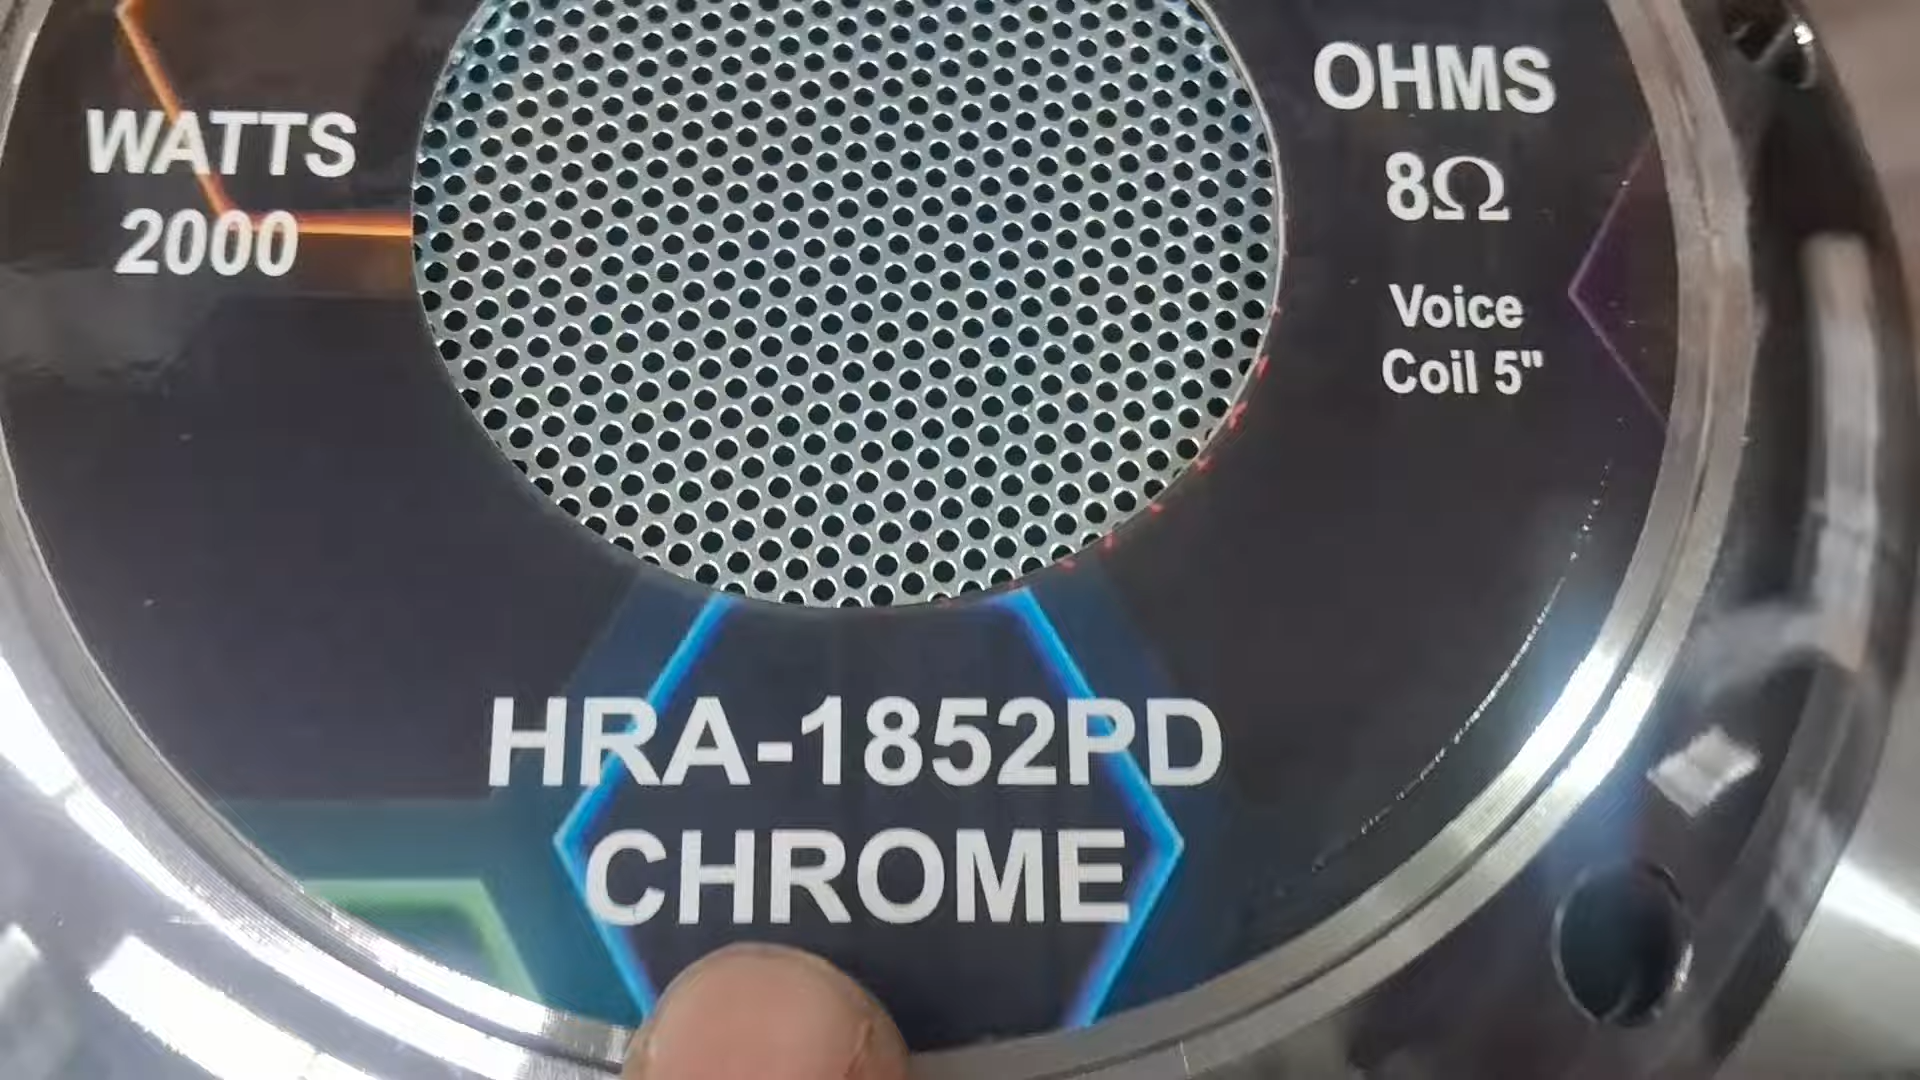 WATTS
2000
OHMS
8Ω
Voice
Coil 5"
HRA-1852PD
CHROME